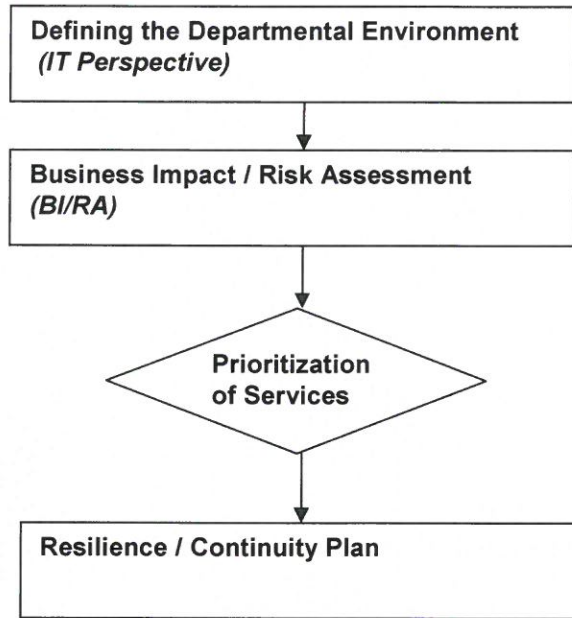 Defining the Departmental Environment
(IT Perspective)
Business Impact / Risk Assessment
(BI/RA)
Prioritization
of Services
Resilience / Continuity Plan